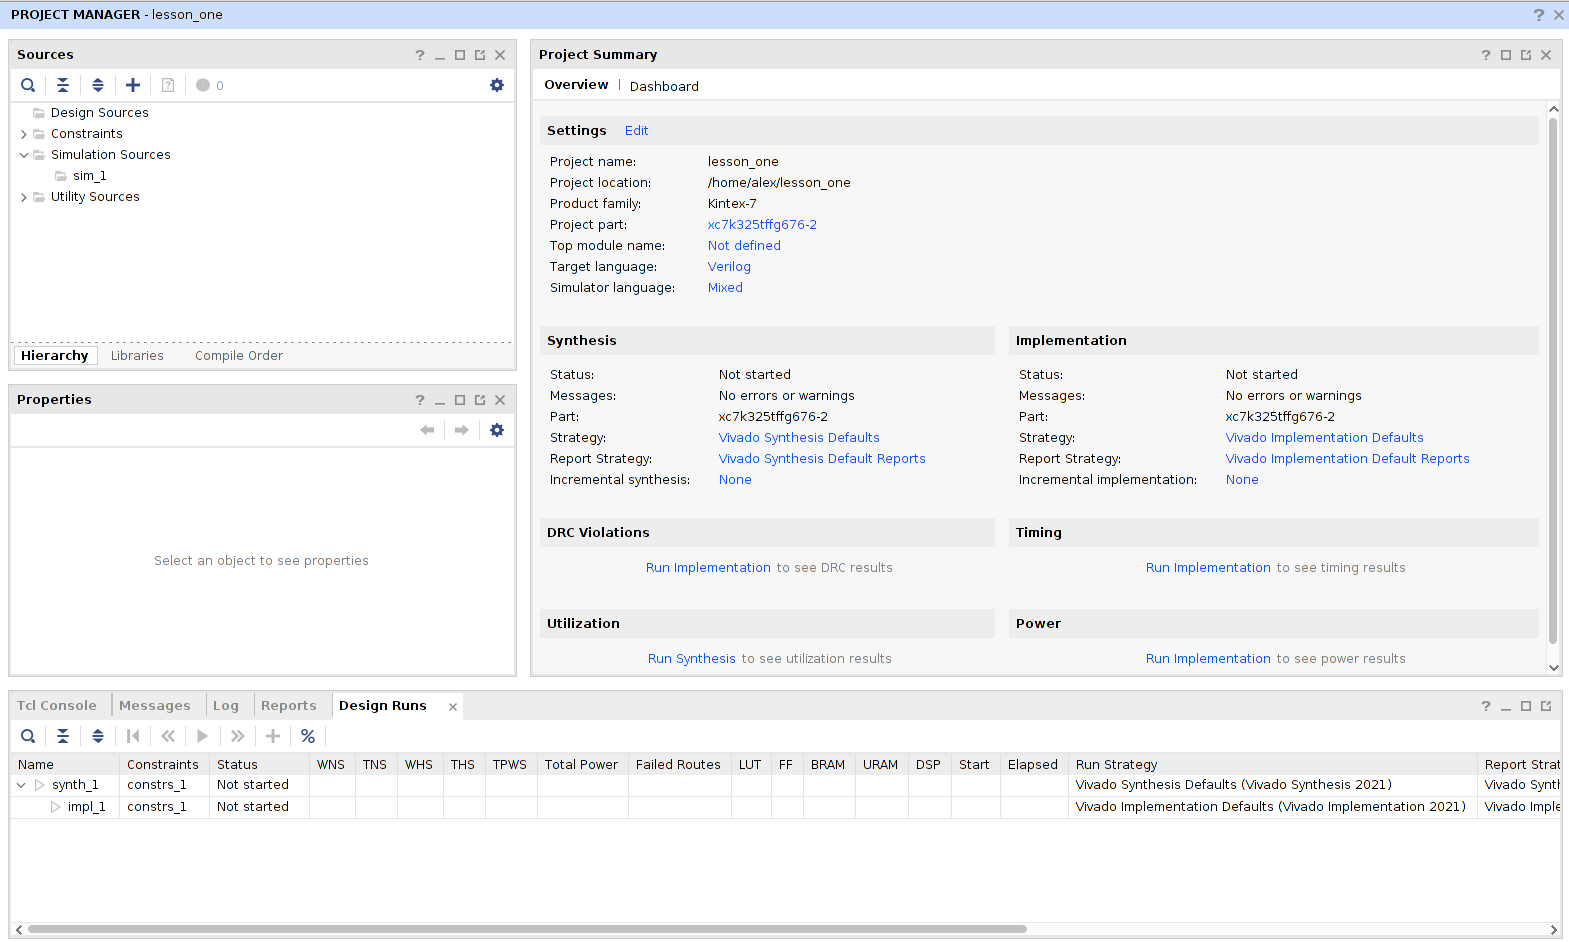 PROJECT MANAGER - lesson_one
Sources
0
Design Sources
Constraints
Simulation Sources
sim_1
Utility Sources
Hierarchy Libraries Compile Order
Properties
Select an object to see properties
Project Summary
Overview Dashboard
Settings Edit
Project name: lesson_one
Project location: /home/alex/lesson_one
Product family: Kintex-7
Project part: xc7k325tffg676-2
Top module name: Not defined
Target language: Verilog
Simulator language: Mixed
Synthesis
Status: Not started
Messages: No errors or warnings
Part: xc7k325tffg676-2
Strategy: Vivado Synthesis Defaults
Report Strategy: Vivado Synthesis Default Reports
Incremental synthesis: None
Implementation
Status: Not started
Messages: No errors or warnings
Part: xc7k325tffg676-2
Strategy: Vivado Implementation Defaults
Report Strategy: Vivado Implementation Default Reports
Incremental implementation: None
DRC Violations
Run Implementation to see DRC results
Timing
Run Implementation to see timing results
Utilization
Run Synthesis to see utilization results
Power
Run Implementation to see power results
Tcl Console Messages Log Reports Design Runs
Name Constraints Status WNS TNS WHS THS TPWS Total Power Failed Routes LUT FF BRAM URAM DSP Start Elapsed Run Strategy Report Strat
synth_1 constrs_1 Not started Vivado Synthesis Defaults (Vivado Synthesis 2021) Vivado Synth
impl_1 constrs_1 Not started Vivado Implementation Defaults (Vivado Implementation 2021) Vivado Imple